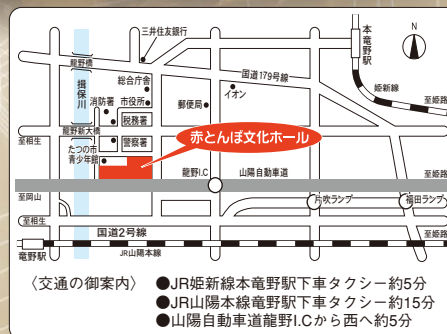 三井住友銀行
本竜野駅
N
龍野橋
国道179号線
揖保川
総合庁舎
イオン
姫新線
消防署
市役所
郵便局
至姫路
税務署
龍野新大橋
至相生
警察署
赤とんぼ文化ホール
たつの市
青少年館
龍野I.C
山陽自動車道
至姫路
至岡山
片吹ランプ
福田ランプ
至相生
国道2号線
至姫路
竜野駅
JR山陽本線
〈交通の御案内〉 ●JR姫新線本竜野駅下車タクシー約5分
●JR山陽本線竜野駅下車タクシー約15分
●山陽自動車道龍野I.Cから西へ約5分